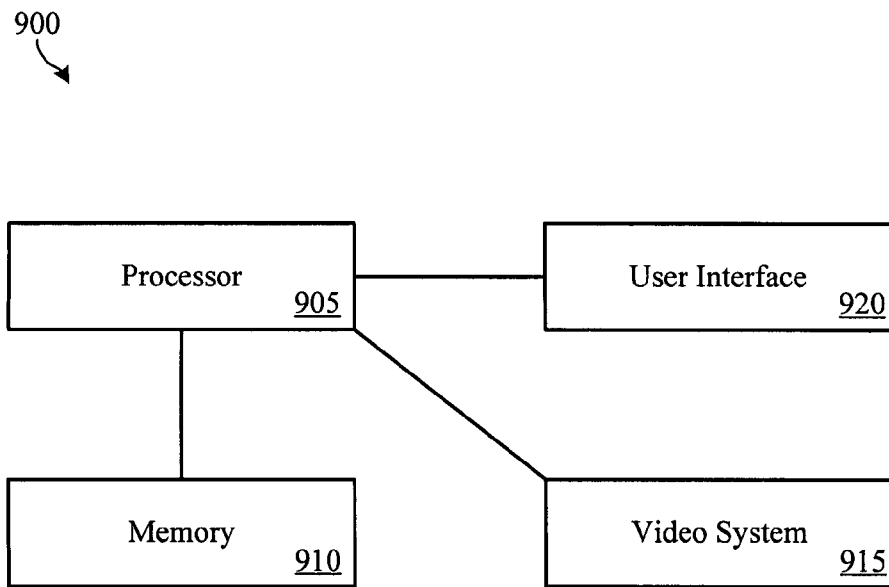 900
Processor
905
User Interface
920
Memory
910
Video System
915